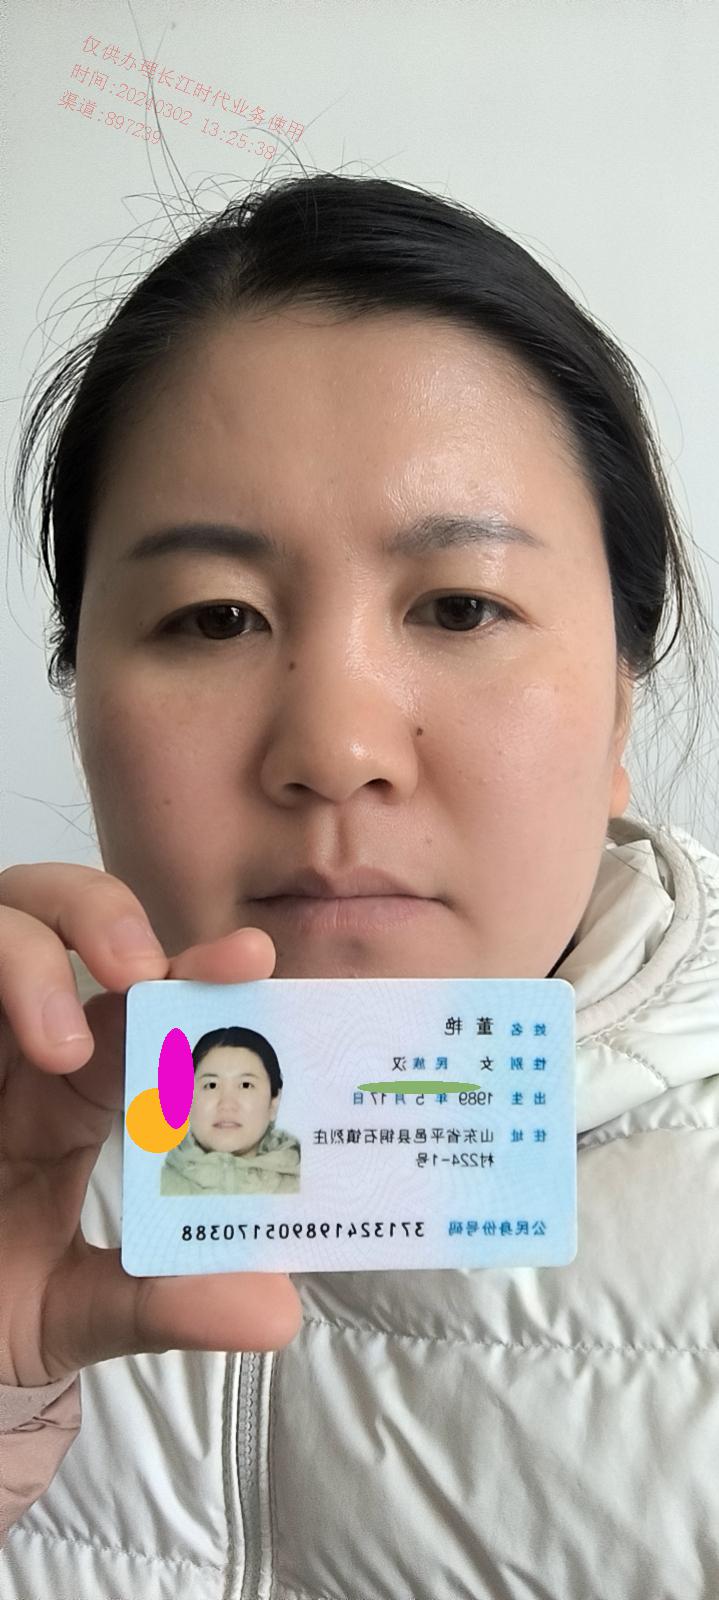 仅供办理长江时代业务使用
时间:20240302 13:25:38
渠道:897239
姓名 董艳
性别 女 民族 汉
出生 1989 年 5 月 17 日
住址 山东省平邑县铜石镇烈庄
村224-1号
公民身份号码 371324198905170388